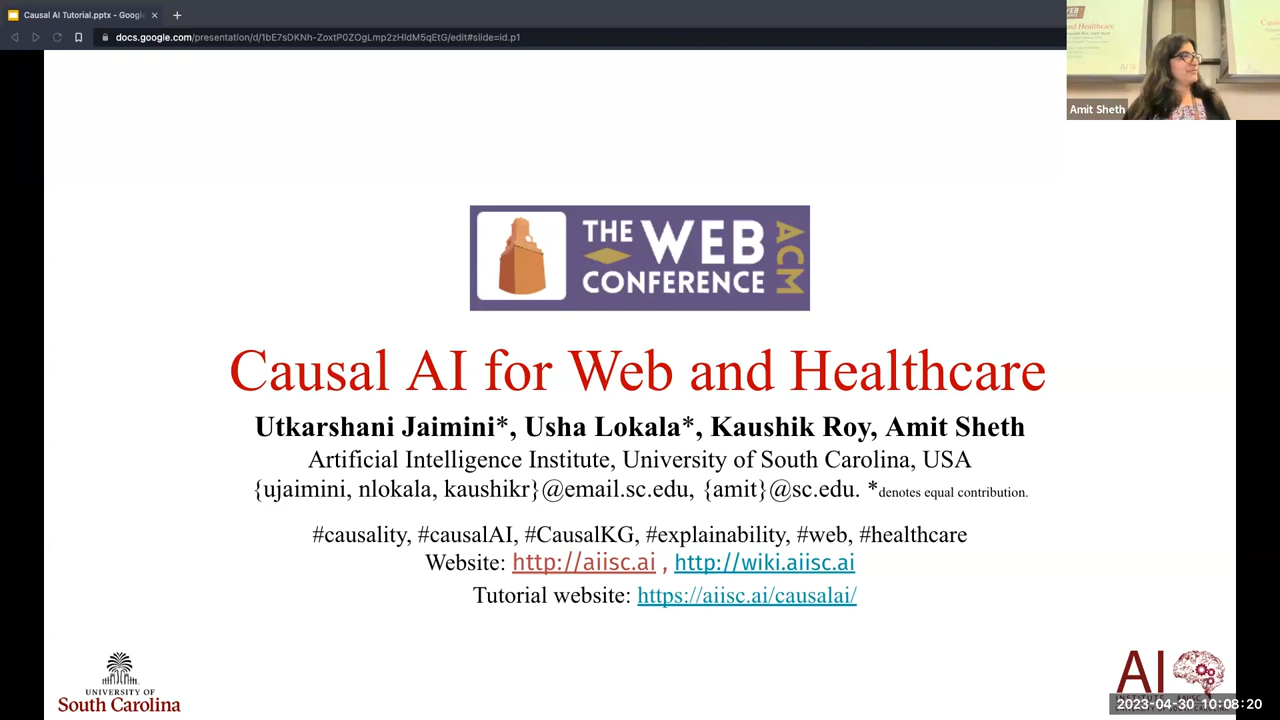 Causal AI Tutorial.pptx - Google
docs.google.com/presentation/d/1bE7sDKNh-ZoxtP0ZOgJzoxzHdM5qEtG/edit#slide=id.p1
Amit Sheth
THE WEB
CONFERENCE
ACM
Causal AI for Web and Healthcare
Utkarshani Jaimini*, Usha Lokala*, Kaushik Roy, Amit Sheth
Artificial Intelligence Institute, University of South Carolina, USA
{ujaimini, nlokala, kaushikr}@email.sc.edu, {amit}@sc.edu. *denotes equal contribution.
#causality, #causalAI, #CausalKG, #explainability, #web, #healthcare
Website: http://aiisc.ai , http://wiki.aiisc.ai
Tutorial website: https://aiisc.ai/causalai/
UNIVERSITY OF
South Carolina
AI
2023-04-30 10:08:20